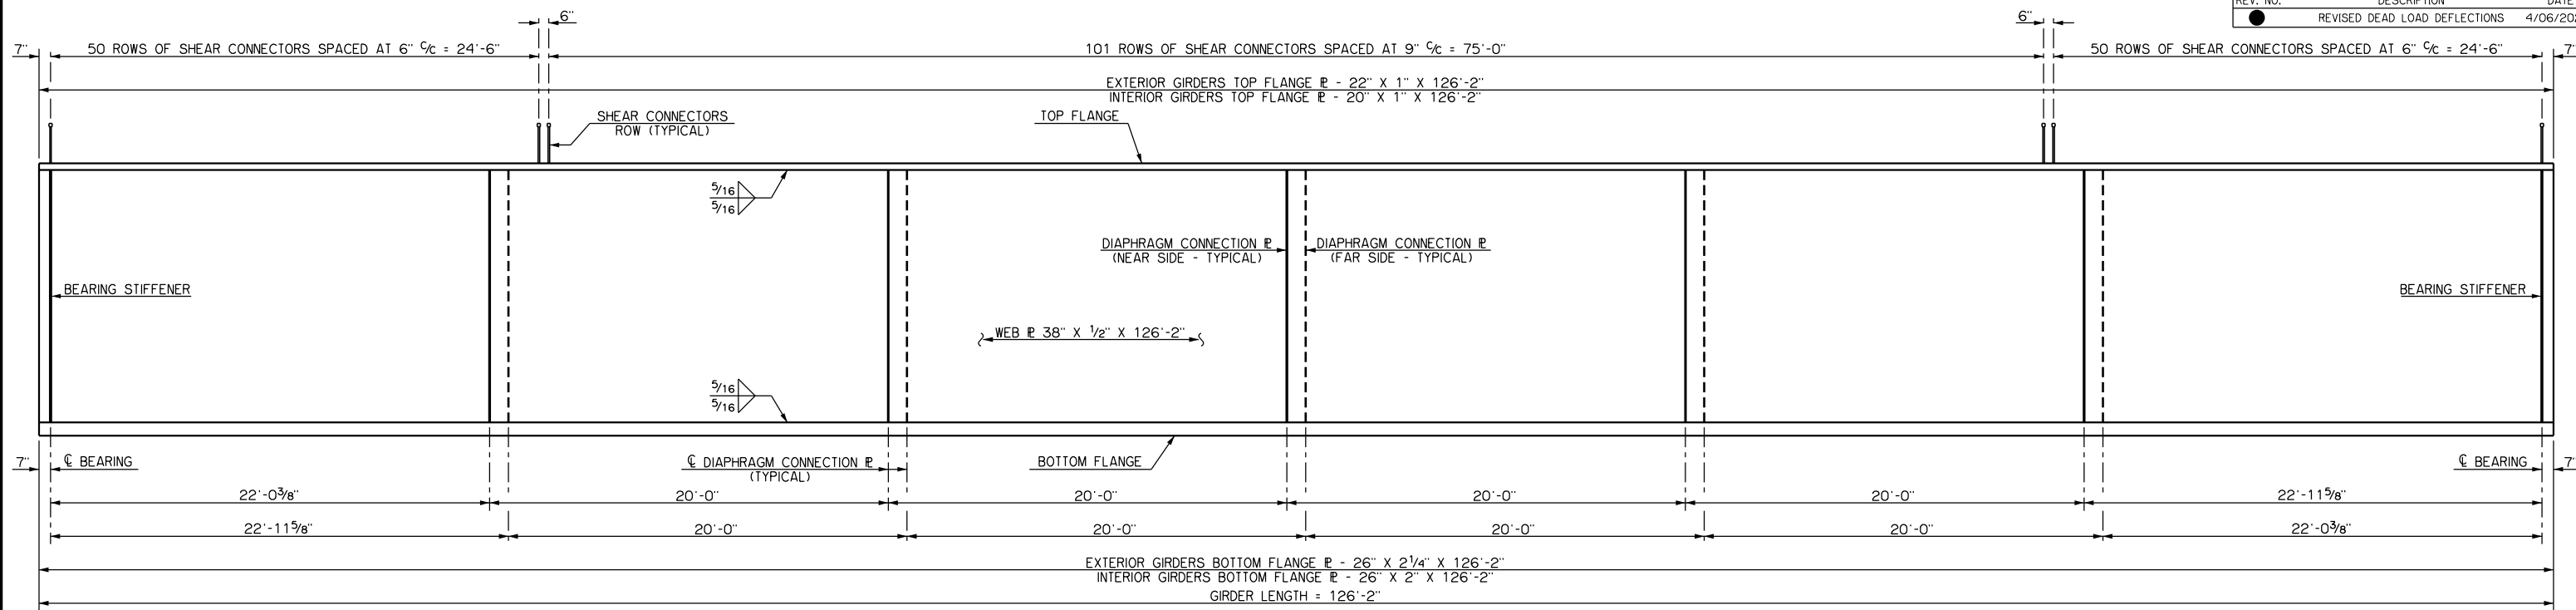 REV. NO. DESCRIPTION DATE
REVISED DEAD LOAD DEFLECTIONS 4/06/202
6" 6"
7" 50 ROWS OF SHEAR CONNECTORS SPACED AT 6" C/C = 24'-6" 101 ROWS OF SHEAR CONNECTORS SPACED AT 9" C/C = 75'-0" 50 ROWS OF SHEAR CONNECTORS SPACED AT 6" C/C = 24'-6" 7"
EXTERIOR GIRDERS TOP FLANGE PL - 22" X 1" X 126'-2"
INTERIOR GIRDERS TOP FLANGE PL - 20" X 1" X 126'-2"
SHEAR CONNECTORS
ROW (TYPICAL)
TOP FLANGE
5/16
5/16
DIAPHRAGM CONNECTION PL
(NEAR SIDE - TYPICAL)
DIAPHRAGM CONNECTION PL
(FAR SIDE - TYPICAL)
BEARING STIFFENER
BEARING STIFFENER
WEB PL 38" X 1/2" X 126'-2"
5/16
5/16
7" CL BEARING
CL DIAPHRAGM CONNECTION PL
(TYPICAL)
BOTTOM FLANGE
CL BEARING 7"
22'-0 3/8" 20'-0" 20'-0" 20'-0" 20'-0" 22'-11 5/8"
22'-11 5/8" 20'-0" 20'-0" 20'-0" 20'-0" 22'-0 3/8"
EXTERIOR GIRDERS BOTTOM FLANGE PL - 26" X 2 1/4" X 126'-2"
INTERIOR GIRDERS BOTTOM FLANGE PL - 26" X 2" X 126'-2"
GIRDER LENGTH = 126'-2"